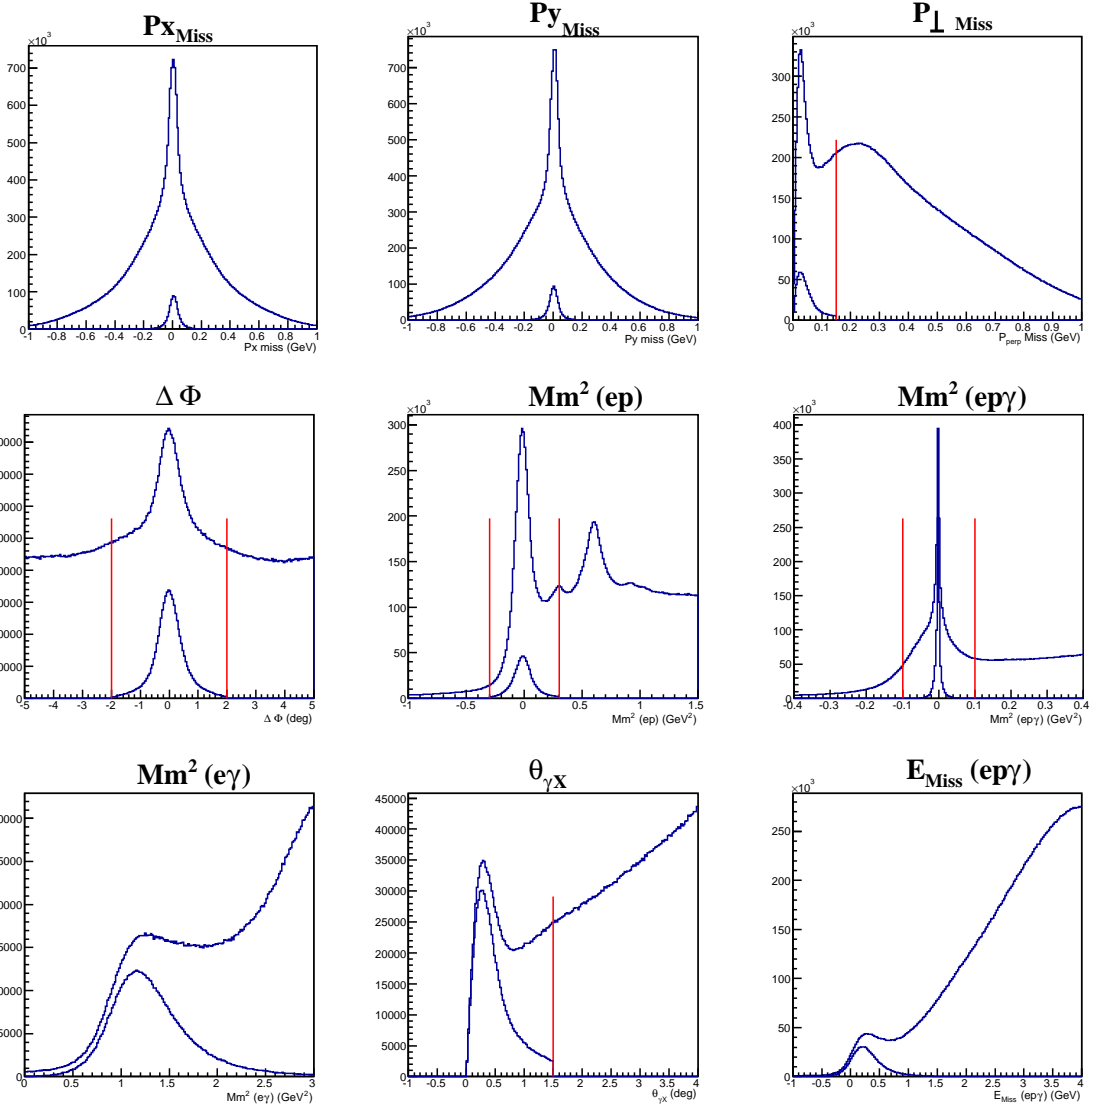 Px Miss
×10³
700
600
500
400
300
200
100
0
-1 -0.8 -0.6 -0.4 -0.2 0 0.2 0.4 0.6 0.8 1
Px miss (GeV)
Py Miss
×10³
700
600
500
400
300
200
100
0
-1 -0.8 -0.6 -0.4 -0.2 0 0.2 0.4 0.6 0.8 1
Py miss (GeV)
P⊥ Miss
×10³
300
250
200
150
100
50
0
0 0.1 0.2 0.3 0.4 0.5 0.6 0.7 0.8 0.9 1
Pperp Miss (GeV)
Δ Φ
-5 -4 -3 -2 -1 0 1 2 3 4 5
Δ Φ (deg)
Mm² (ep)
×10³
300
250
200
150
100
50
0
-1 -0.5 0 0.5 1 1.5
Mm² (ep) (GeV²)
Mm² (epγ)
×10³
400
350
300
250
200
150
100
50
0
-0.4 -0.3 -0.2 -0.1 0 0.1 0.2 0.3 0.4
Mm² (epγ) (GeV²)
Mm² (eγ)
0 0.5 1 1.5 2 2.5 3
Mm² (eγ) (GeV²)
θγX
45000
40000
35000
30000
25000
20000
15000
10000
5000
0
-1 -0.5 0 0.5 1 1.5 2 2.5 3 3.5 4
θγX (deg)
EMiss (epγ)
×10³
250
200
150
100
50
0
-1 -0.5 0 0.5 1 1.5 2 2.5 3 3.5 4
EMiss (epγ) (GeV)